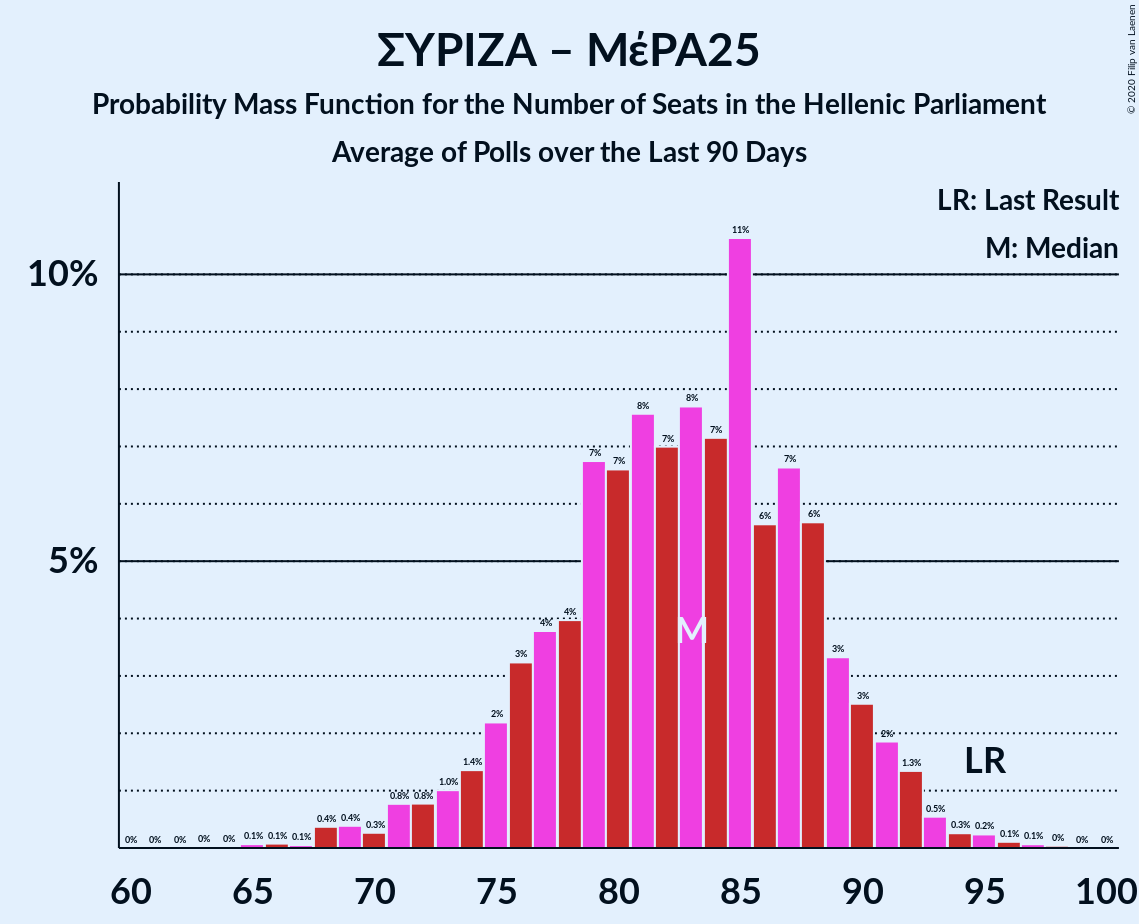 ΣΥΡΙΖΑ – ΜέΡΑ25
Probability Mass Function for the Number of Seats in the Hellenic Parliament
Average of Polls over the Last 90 Days
© 2020 Filip van Laenen
LR: Last Result
M: Median
10%
5%
0% 0% 0% 0% 0% 0.1% 0.1% 0.1% 0.4% 0.4% 0.3% 0.8% 0.8% 1.0% 1.4% 2% 3% 4% 4% 7% 7% 8% 7% 8% 7% 11% 6% 7% 6% 3% 3% 2% 1.3% 0.5% 0.3% 0.2% 0.1% 0.1% 0% 0% 0%
M
LR
60 65 70 75 80 85 90 95 100